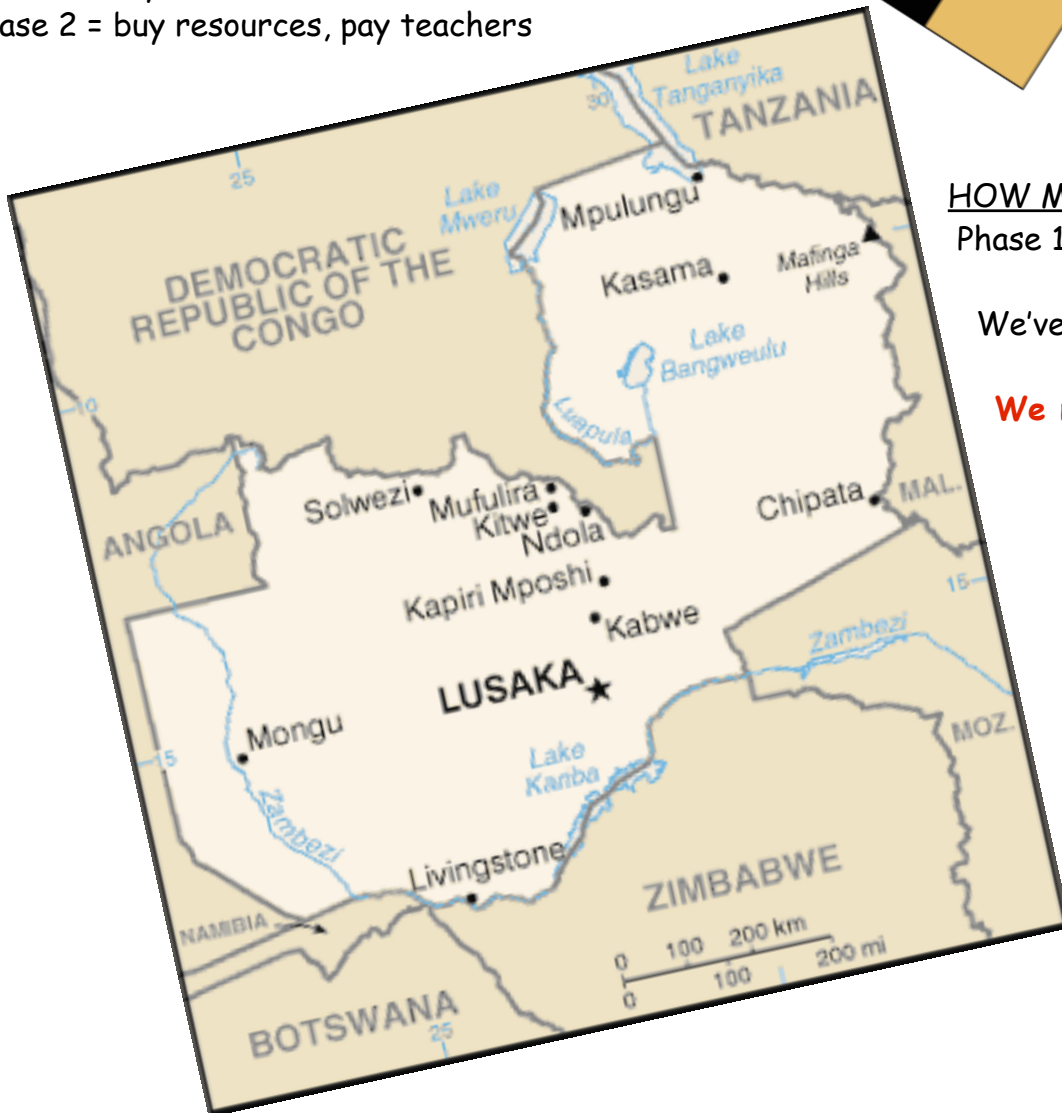 ase 2 = buy resources, pay teachers
HOW
Phase 1
We've
We
Lake
Tanganyika
30
TANZANIA
25
Lake
Mweru
Mpulungu
DEMOCRATIC
REPUBLIC OF THE
CONGO
Kasama
Mafinga
Hills
Lake
Bangweulu
10
Luapula
Solwezi
Mufulira
Kitwe
Ndola
Chipata
MAL.
ANGOLA
Kapiri Mposhi
15
Kabwe
Zambezi
LUSAKA
Mongu
MOZ.
15
Lake
Kariba
Zambezi
Livingstone
ZIMBABWE
NAMIBIA
0 100 200 km
0 100 200 mi
BOTSWANA
25